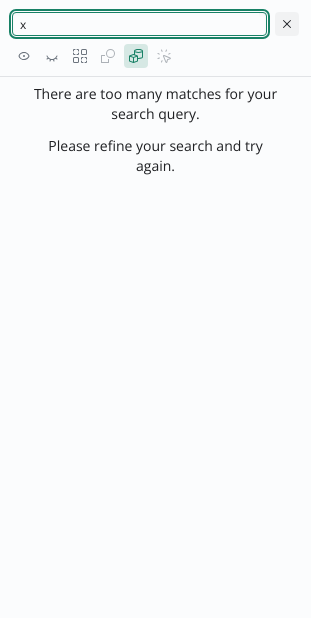 x
There are too many matches for your
search query.
Please refine your search and try
again.